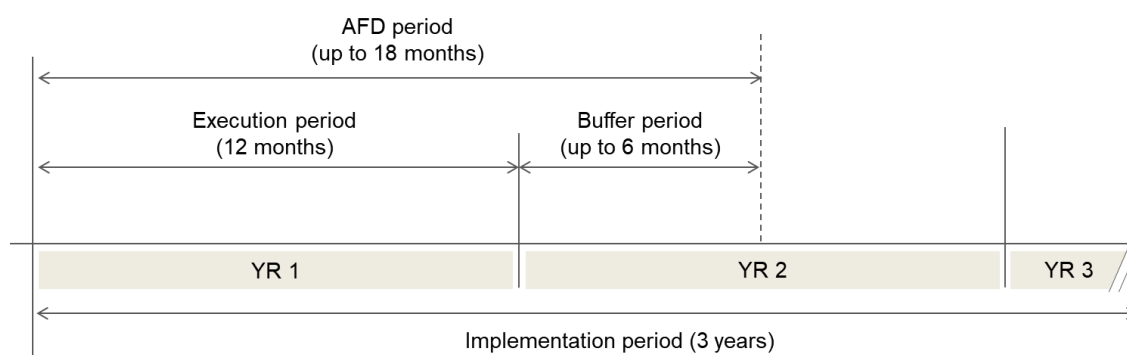 AFD period
(up to 18 months)
Execution period
(12 months)
Buffer period
(up to 6 months)
YR 1
YR 2
YR 3
Implementation period (3 years)